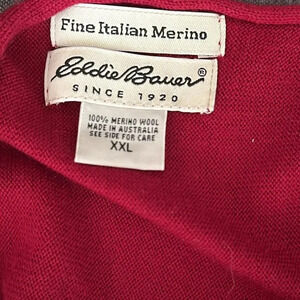 Fine Italian Merino
Eddie Bauer®
SINCE 1920
100% MERINO WOOL
MADE IN AUSTRALIA
SEE SIDE FOR CARE
XXL